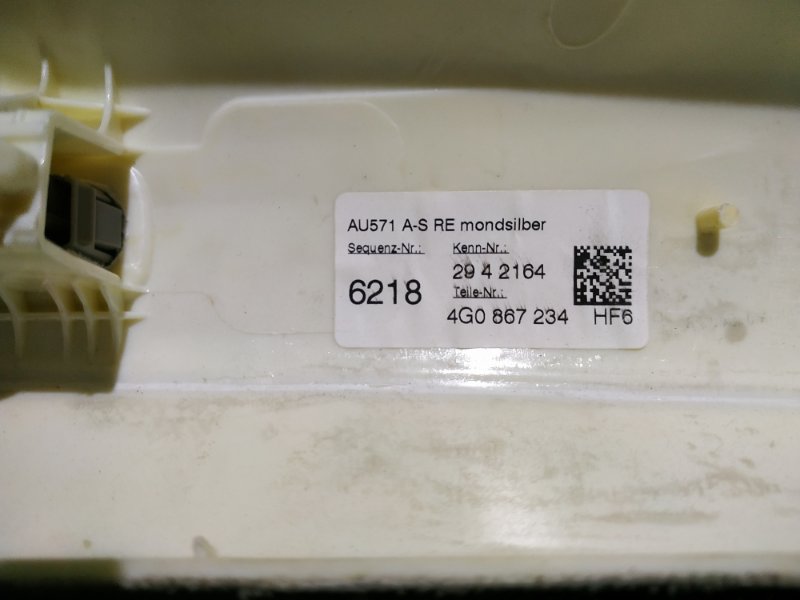 AU571 A-S RE mondsilber
Sequenz-Nr.: Kenn-Nr.:
29 4 2164
6218 Teile-Nr.:
4G0 867 234 HF6